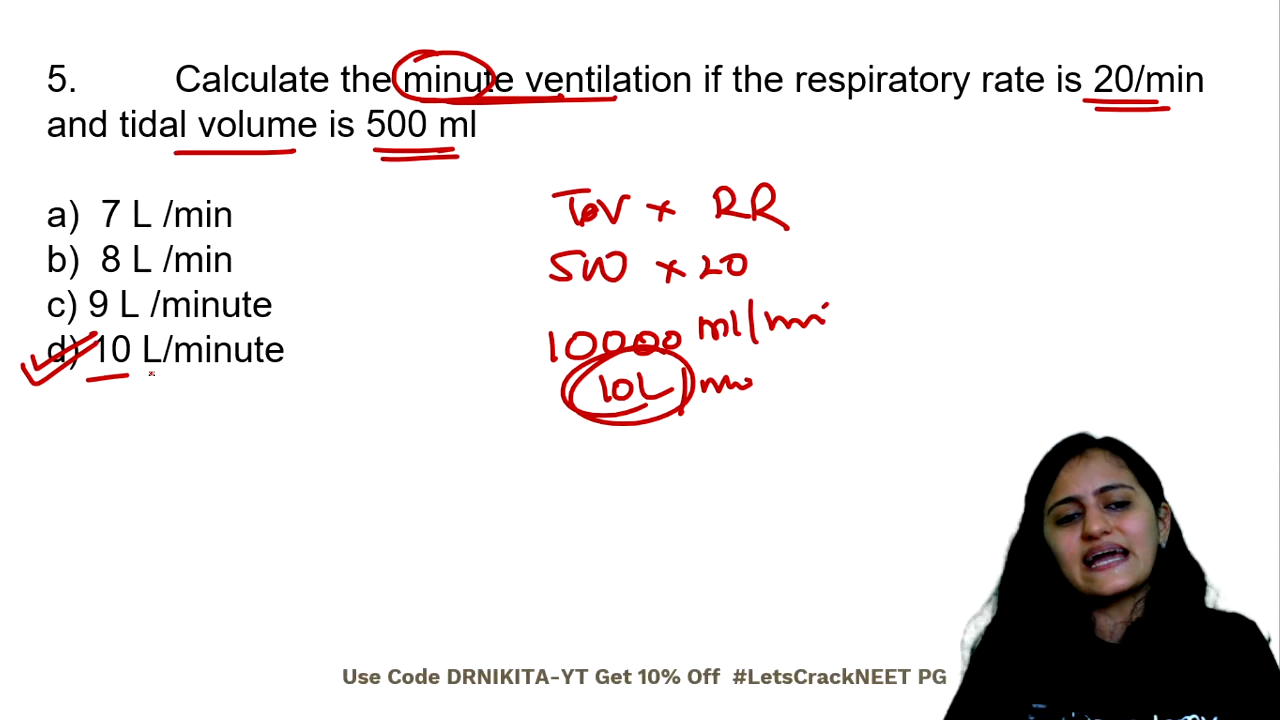 5. Calculate the minute ventilation if the respiratory rate is 20/min
and tidal volume is 500 ml
a) 7 L /min
b) 8 L /min
c) 9 L /minute
d) 10 L/minute
x RR
500 x 20
10000 ml/min
10L/
Use Code DRNIKITA-YT Get 10% Off #LetsCrackNEET PG